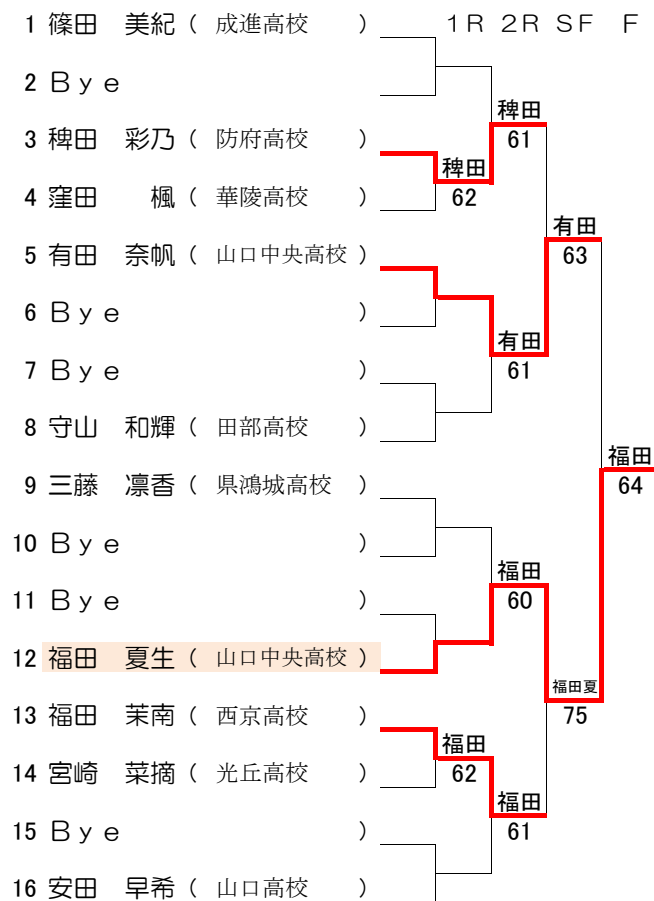 1 篠田　美紀（ 成進高校 ） 1R 2R SF F
2 Bye
稗田
3 稗田　彩乃（ 防府高校 ） 61
稗田
4 窪田　楓（ 華陵高校 ） 62
有田
5 有田　奈帆（ 山口中央高校 ） 63
6 Bye ）
有田
7 Bye ） 61
8 守山　和輝（ 田部高校 ）
福田
9 三藤　凛香（ 県鴻城高校 ） 64
10 Bye ）
福田
11 Bye ） 60
12 福田　夏生（ 山口中央高校 ）
福田夏
13 福田　茉南（ 西京高校 ） 75
福田
14 宮崎　菜摘（ 光丘高校 ） 62
福田
15 Bye ） 61
16 安田　早希（ 山口高校 ）